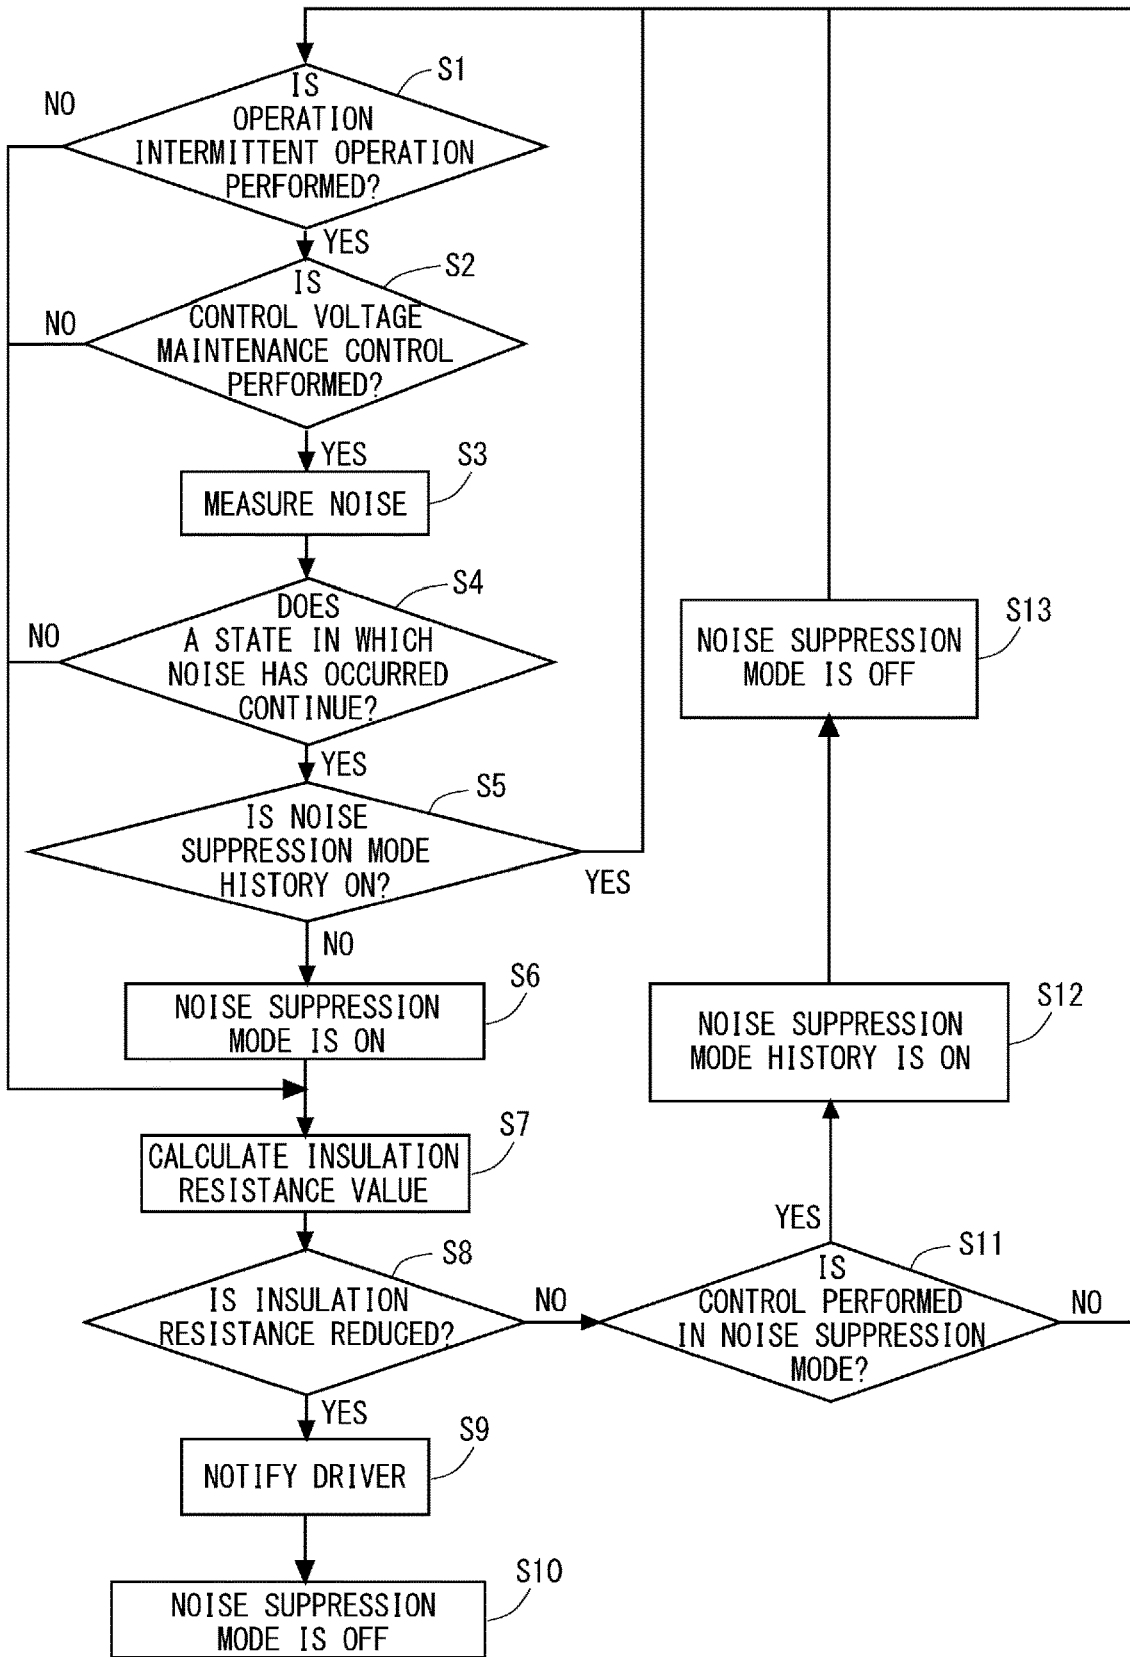 S1
IS
OPERATION
INTERMITTENT OPERATION
PERFORMED?
NO
YES
S2
IS
CONTROL VOLTAGE
MAINTENANCE CONTROL
PERFORMED?
NO
YES
S3
MEASURE NOISE
S4
DOES
A STATE IN WHICH
NOISE HAS OCCURRED
CONTINUE?
NO
YES
S5
IS NOISE
SUPPRESSION MODE
HISTORY ON?
YES
NO
S6
NOISE SUPPRESSION
MODE IS ON
S7
CALCULATE INSULATION
RESISTANCE VALUE
S8
IS INSULATION
RESISTANCE REDUCED?
NO
YES
S9
NOTIFY DRIVER
S10
NOISE SUPPRESSION
MODE IS OFF
S11
IS
CONTROL PERFORMED
IN NOISE SUPPRESSION
MODE?
NO
YES
S12
NOISE SUPPRESSION
MODE HISTORY IS ON
S13
NOISE SUPPRESSION
MODE IS OFF